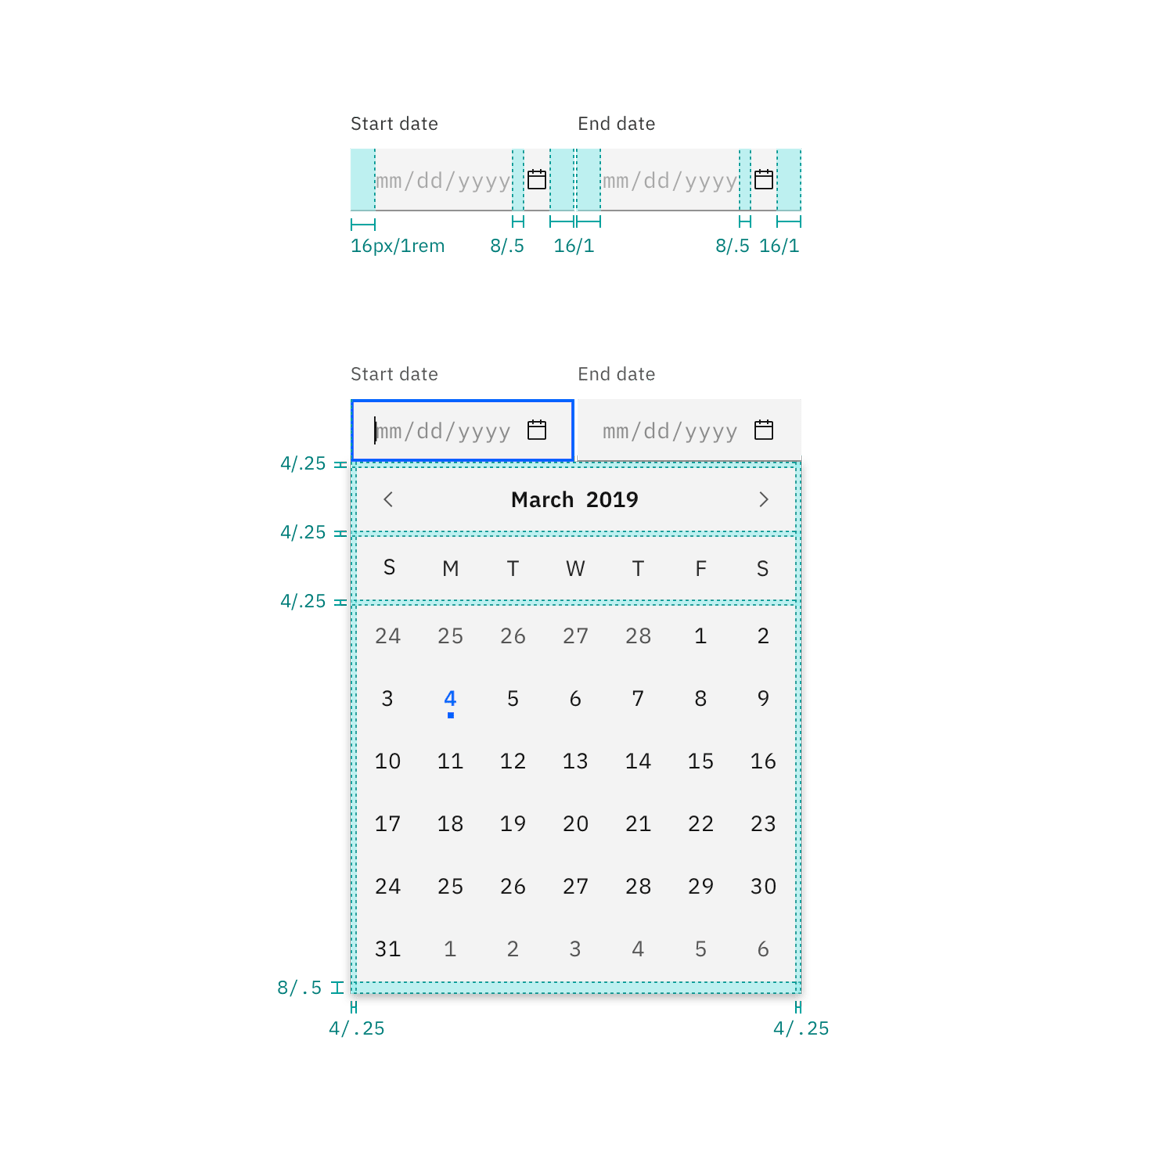 Start date End date
mm/dd/yyyy mm/dd/yyyy
16px/1rem 8/.5 16/1 8/.5 16/1
Start date End date
mm/dd/yyyy mm/dd/yyyy
4/.25
March 2019
4/.25
S M T W T F S
4/.25
24 25 26 27 28 1 2
3 4 5 6 7 8 9
10 11 12 13 14 15 16
17 18 19 20 21 22 23
24 25 26 27 28 29 30
31 1 2 3 4 5 6
8/.5
4/.25 4/.25